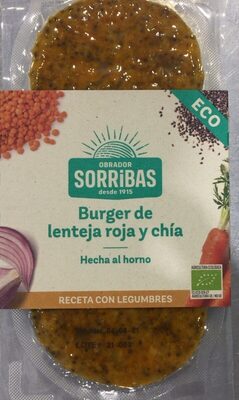 ECO
OBRADOR
SORRiBAS
desde 1915
Burger de
lenteja roja y chía
Hecha al horno
RECETA CON LEGUMBRES